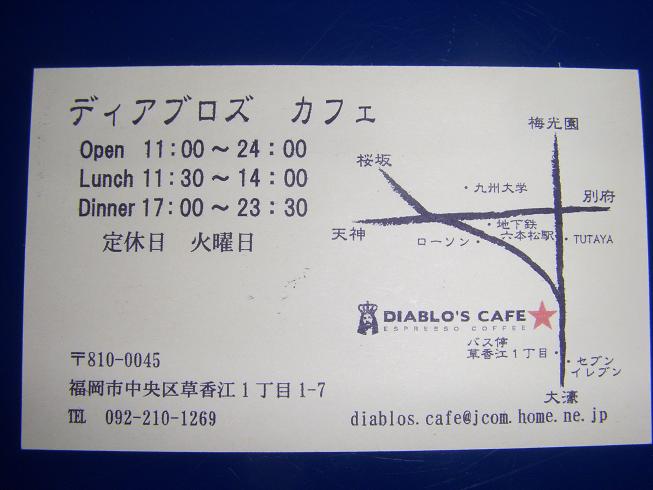 ディアブロズ　カフェ
Open 11：00～24：00
Lunch 11：30～14：00
Dinner 17：00～23：30
定休日　火曜日
〒810-0045
福岡市中央区草香江1丁目1-7
℡ 092-210-1269
梅光園
桜坂
・九州大学
別府
天神
・地下鉄
六本松駅
ローソン・
・TUTAYA
DIABLO'S CAFE
ESPRESSO COFFEE
バス停
草香江1丁目・
・セブン
イレブン
大濠
diablos.cafe@jcom.home.ne.jp